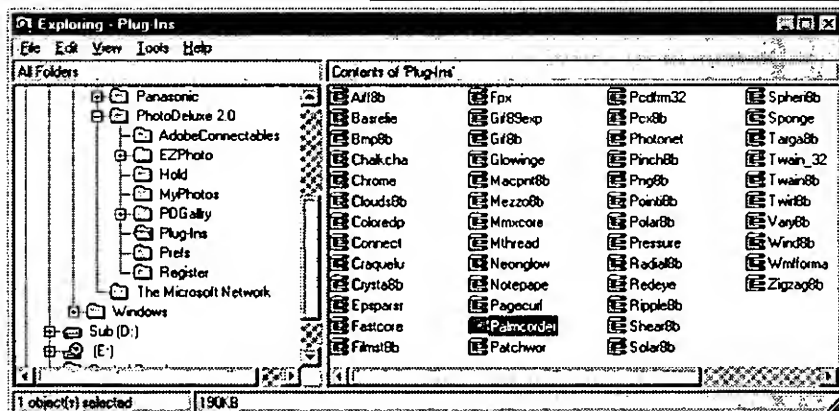 Exploring - Plug-Ins
File Edit View Tools Help
All Folders
Contents of 'Plug-Ins'
Panasonic
PhotoDeluxe 2.0
AdobeConnectables
EZPhoto
Hold
MyPhotos
PDGallry
Plug-Ins
Prefs
Register
The Microsoft Network
Windows
Sub (D:)
(E:)
Aiff8b
Basrelie
Bmp8b
Chalkcha
Chrome
Clouds8b
Coloredp
Connect
Craquelu
Crysta8b
Epsparsr
Fastcore
Filmst8b
Fpx
Gif89exp
Gif8b
Glowinge
Macpnt8b
Mezzo8b
Mmxcore
Mthread
Neonglow
Notepape
Pagecurl
Palmcorder
Patchwor
Pcdfrm32
Pcx8b
Photonet
Pinch8b
Png8b
Pointi8b
Polar8b
Pressure
Radial8b
Redeye
Ripple8b
Shear8b
Solar8b
Spheri8b
Sponge
Targa8b
Twain_32
Twain8b
Twirl8b
Vary8b
Wind8b
Wmfforma
Zigzag8b
1 object(s) selected
190KB